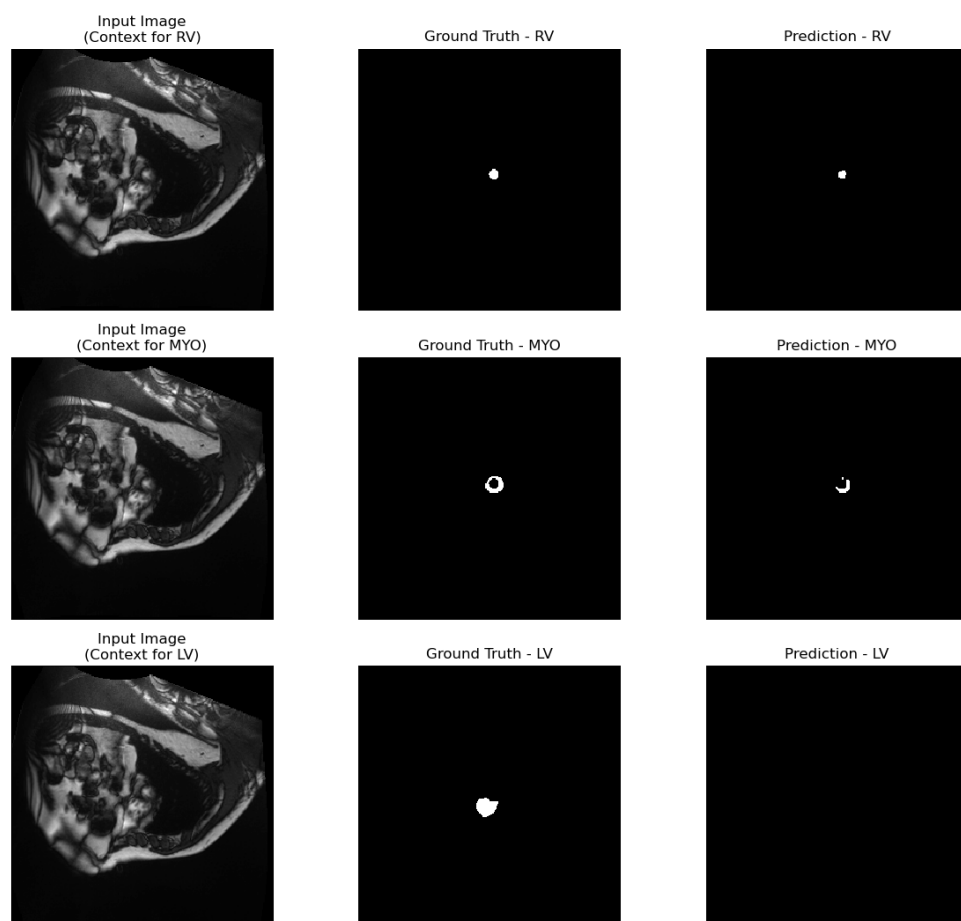 Input Image
(Context for RV)
Ground Truth - RV
Prediction - RV
Input Image
(Context for MYO)
Ground Truth - MYO
Prediction - MYO
Input Image
(Context for LV)
Ground Truth - LV
Prediction - LV